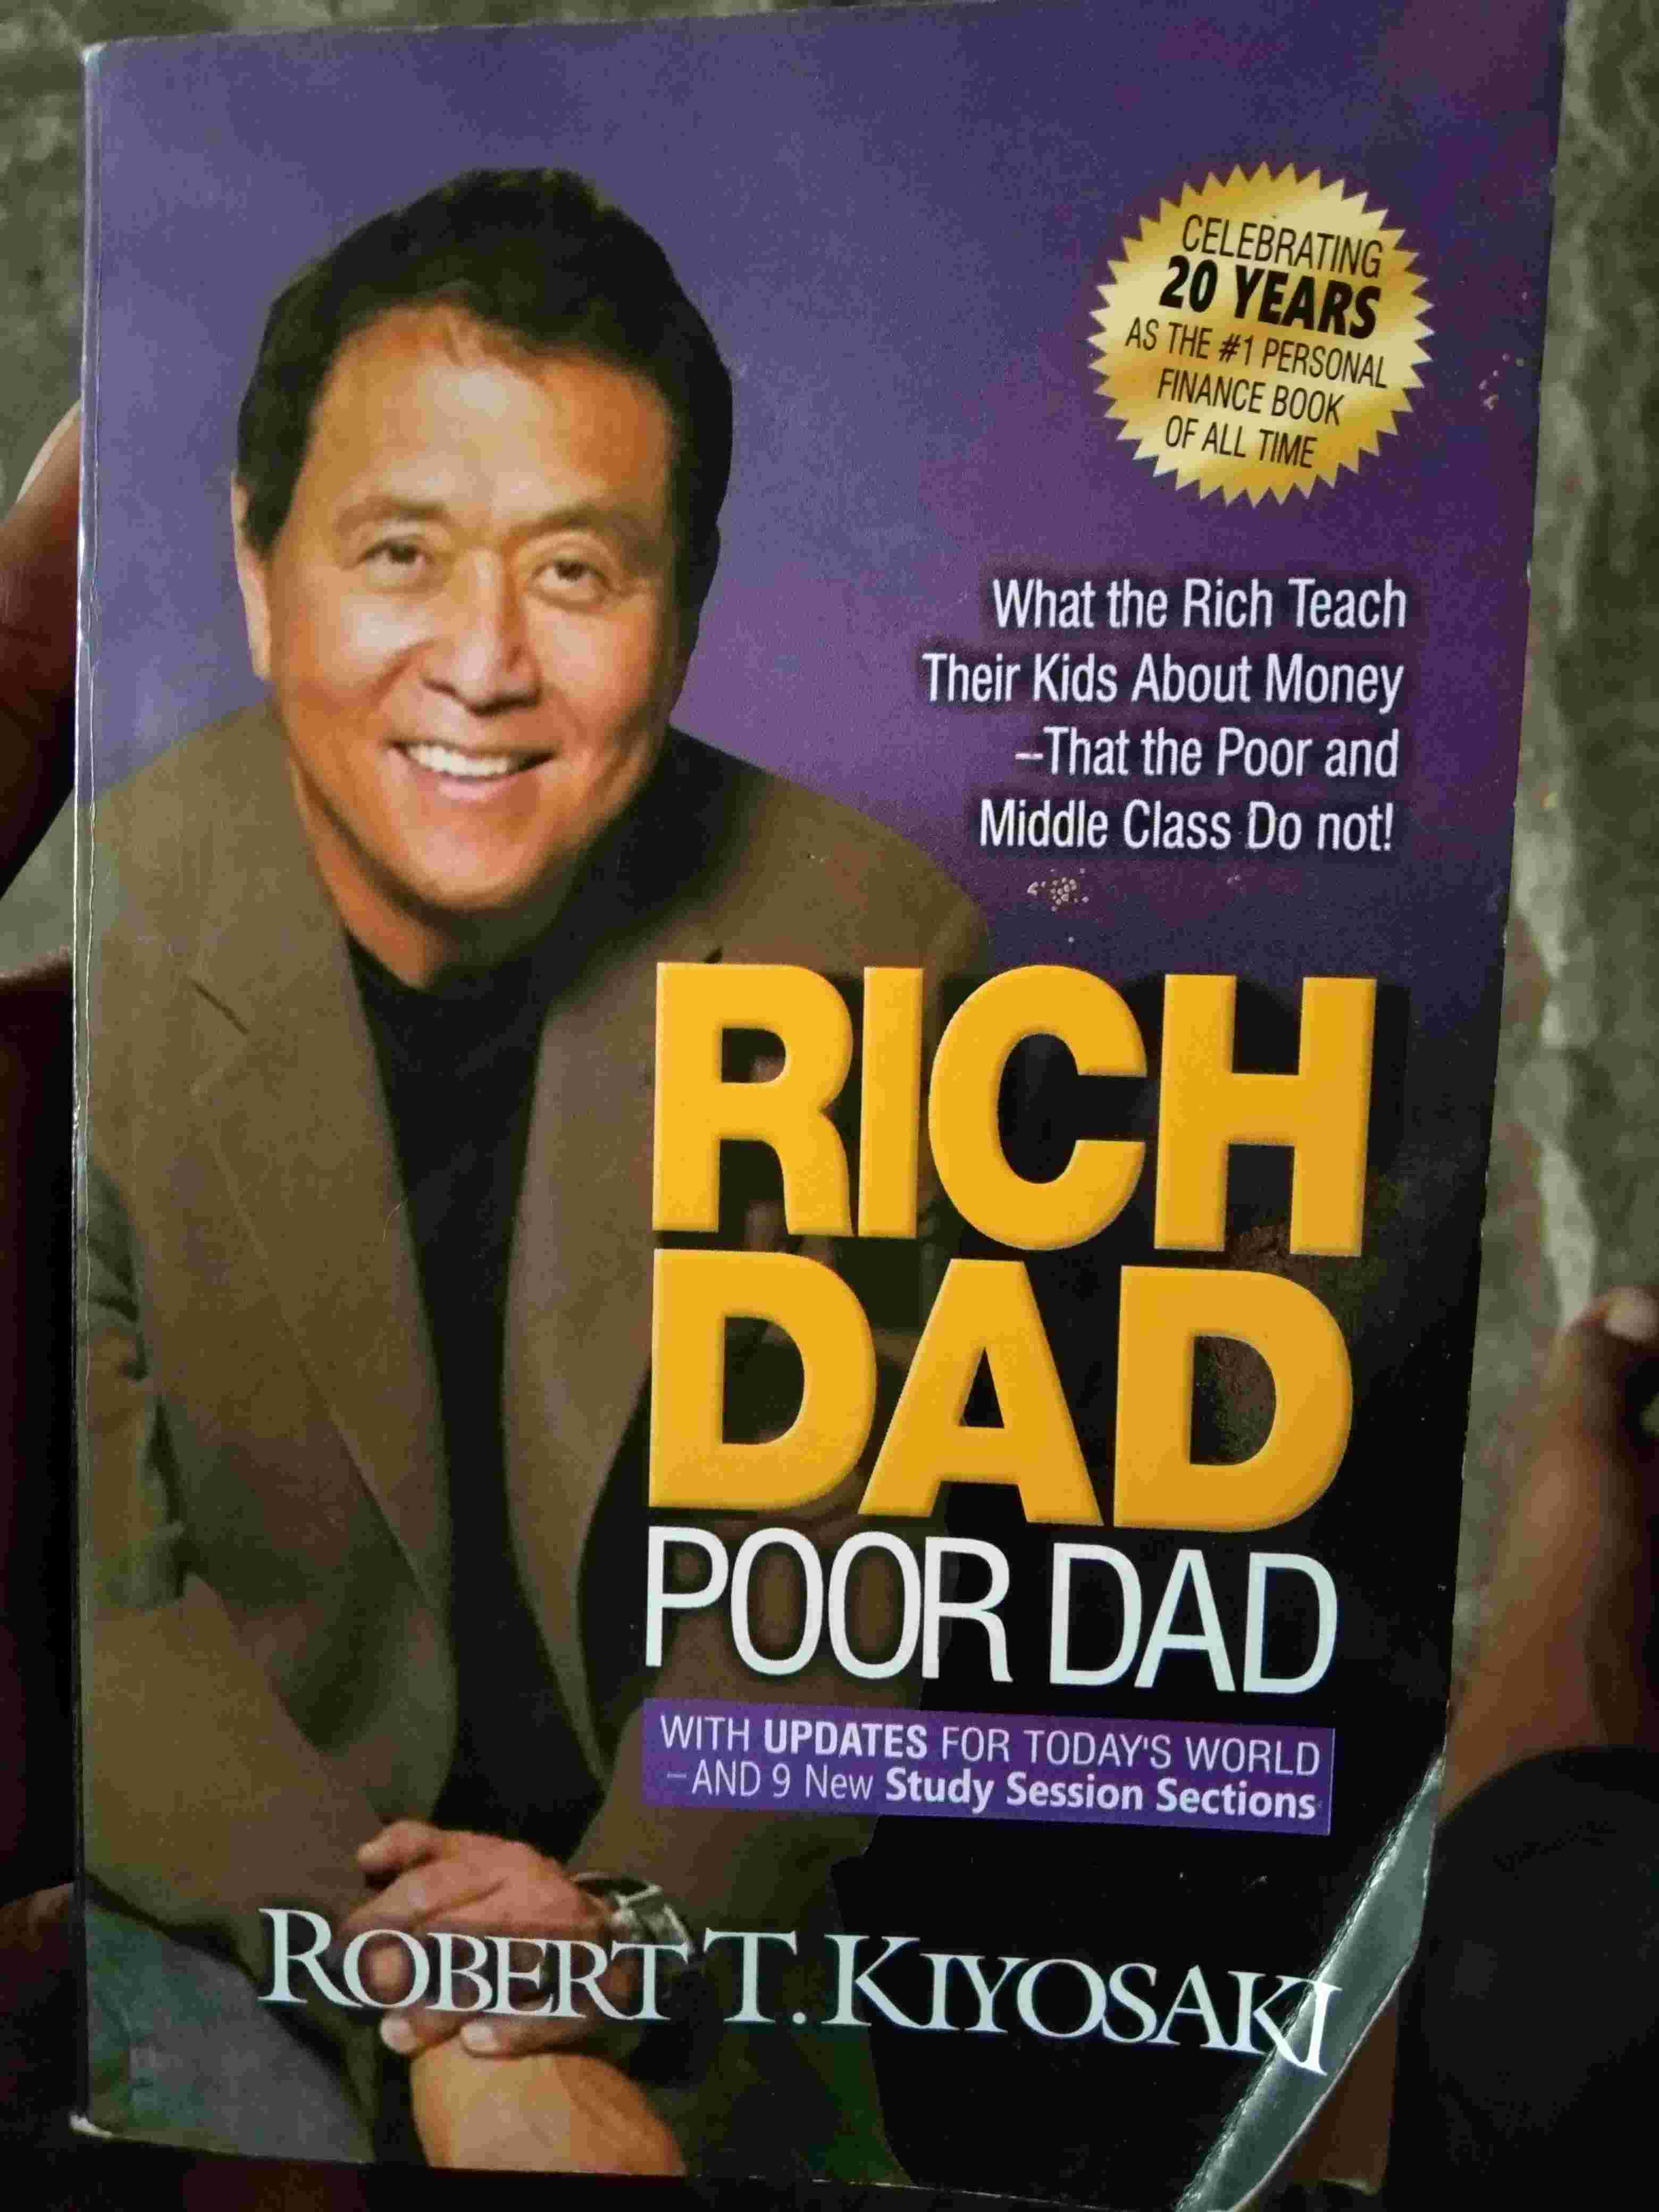 CELEBRATING
20 YEARS
AS THE #1 PERSONAL
FINANCE BOOK
OF ALL TIME
What the Rich Teach
Their Kids About Money
–That the Poor and
Middle Class Do not!
RICH
DAD
POOR DAD
WITH UPDATES FOR TODAY'S WORLD
–AND 9 New Study Session Sections
ROBERT T. KIYOSAKI